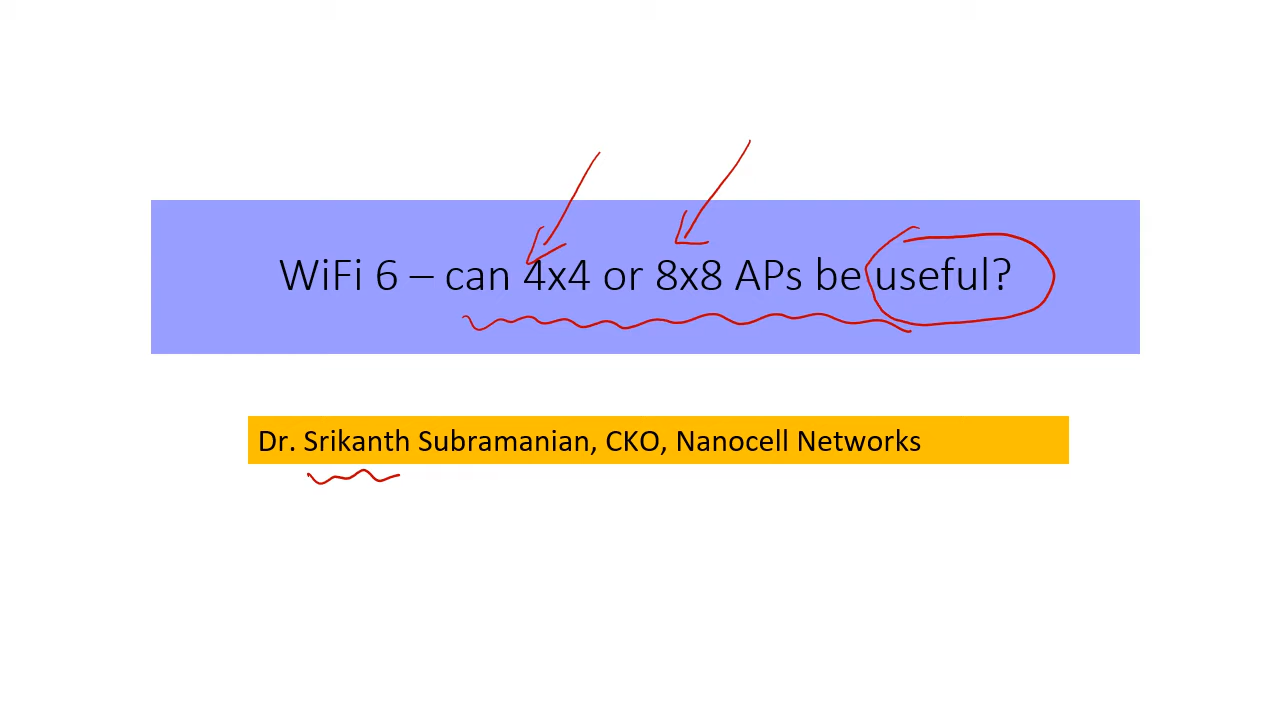 WiFi 6 – can 4x4 or 8x8 APs be useful?
Dr. Srikanth Subramanian, CKO, Nanocell Networks